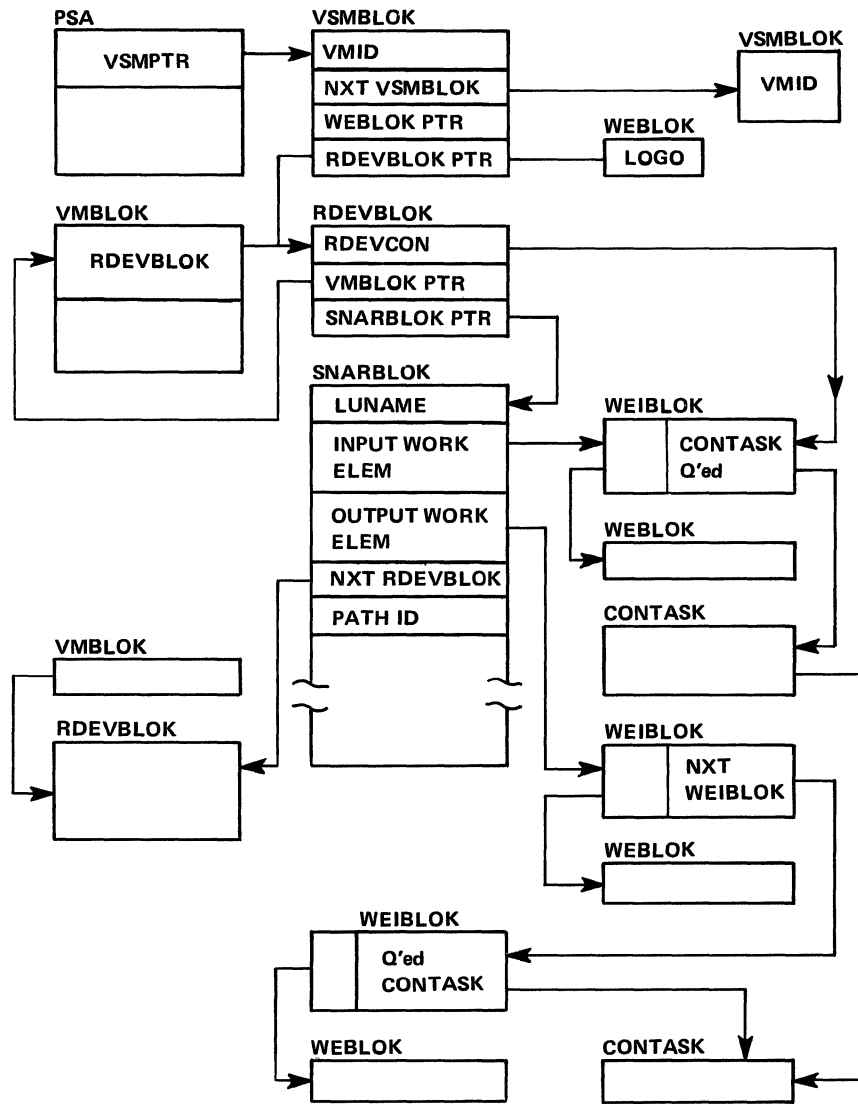 PSA
VSMPTR
VSMBLOK
VMID
NXT VSMBLOK
WEBLOK PTR
RDEVBLOK PTR
VSMBLOK
VMID
WEBLOK
LOGO
VMBLOK
RDEVBLOK
RDEVBLOK
RDEVCON
VMBLOK PTR
SNARBLOK PTR
SNARBLOK
LUNAME
INPUT WORK
ELEM
OUTPUT WORK
ELEM
NXT RDEVBLOK
PATH ID
WEIBLOK
CONTASK
Q'ed
WEBLOK
CONTASK
VMBLOK
RDEVBLOK
WEIBLOK
NXT
WEIBLOK
WEBLOK
WEIBLOK
Q'ed
CONTASK
WEBLOK
CONTASK